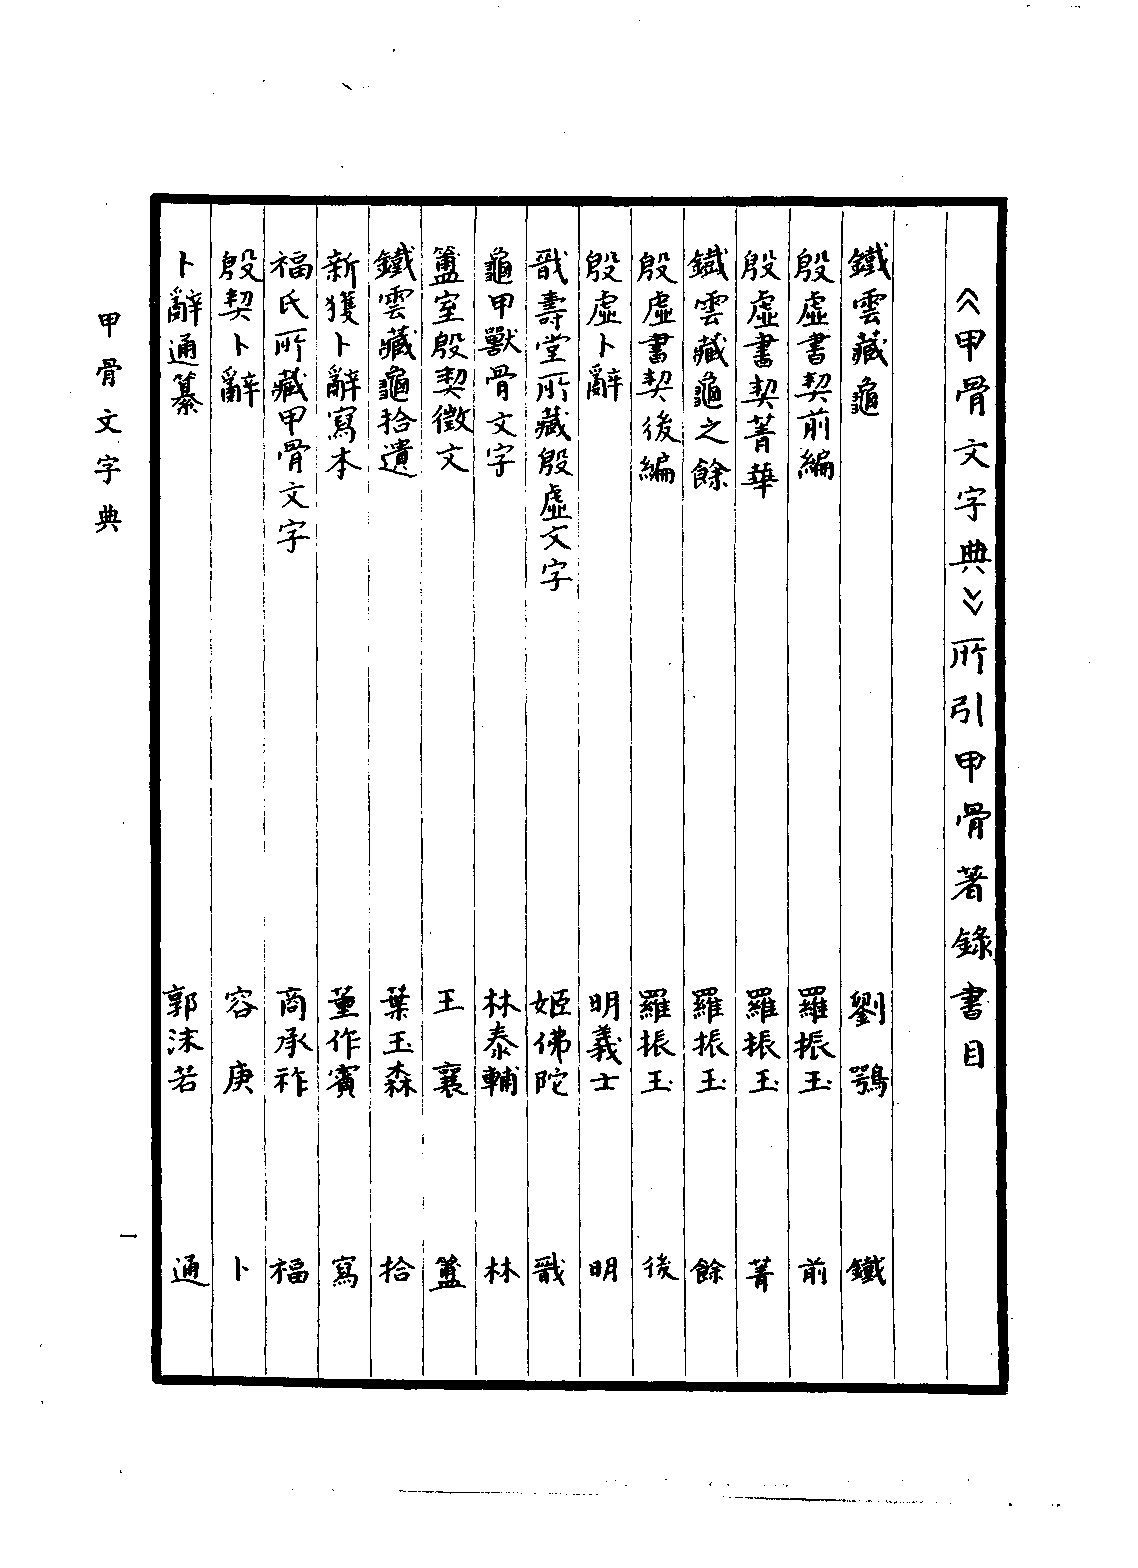 《甲骨文字典》所引甲骨著錄書目
鐵雲藏龜 劉鶚 鐵
殷虛書契前編 羅振玉 前
殷虛書契菁華 羅振玉 菁
鐵雲藏龜之餘 羅振玉 餘
殷虛書契後編 羅振玉 後
殷虛卜辭 明義士 明
戩壽堂所藏殷虛文字 姬佛陀 戩
龜甲獸骨文字 林泰輔 林
簠室殷契徵文 王襄 簠
鐵雲藏龜拾遺 葉玉森 拾
新獲卜辭寫本 董作賓 寫
福氏所藏甲骨文字 商承祚 福
殷契卜辭 容庚 卜
卜辭通纂 郭沫若 通
甲骨文字典
一